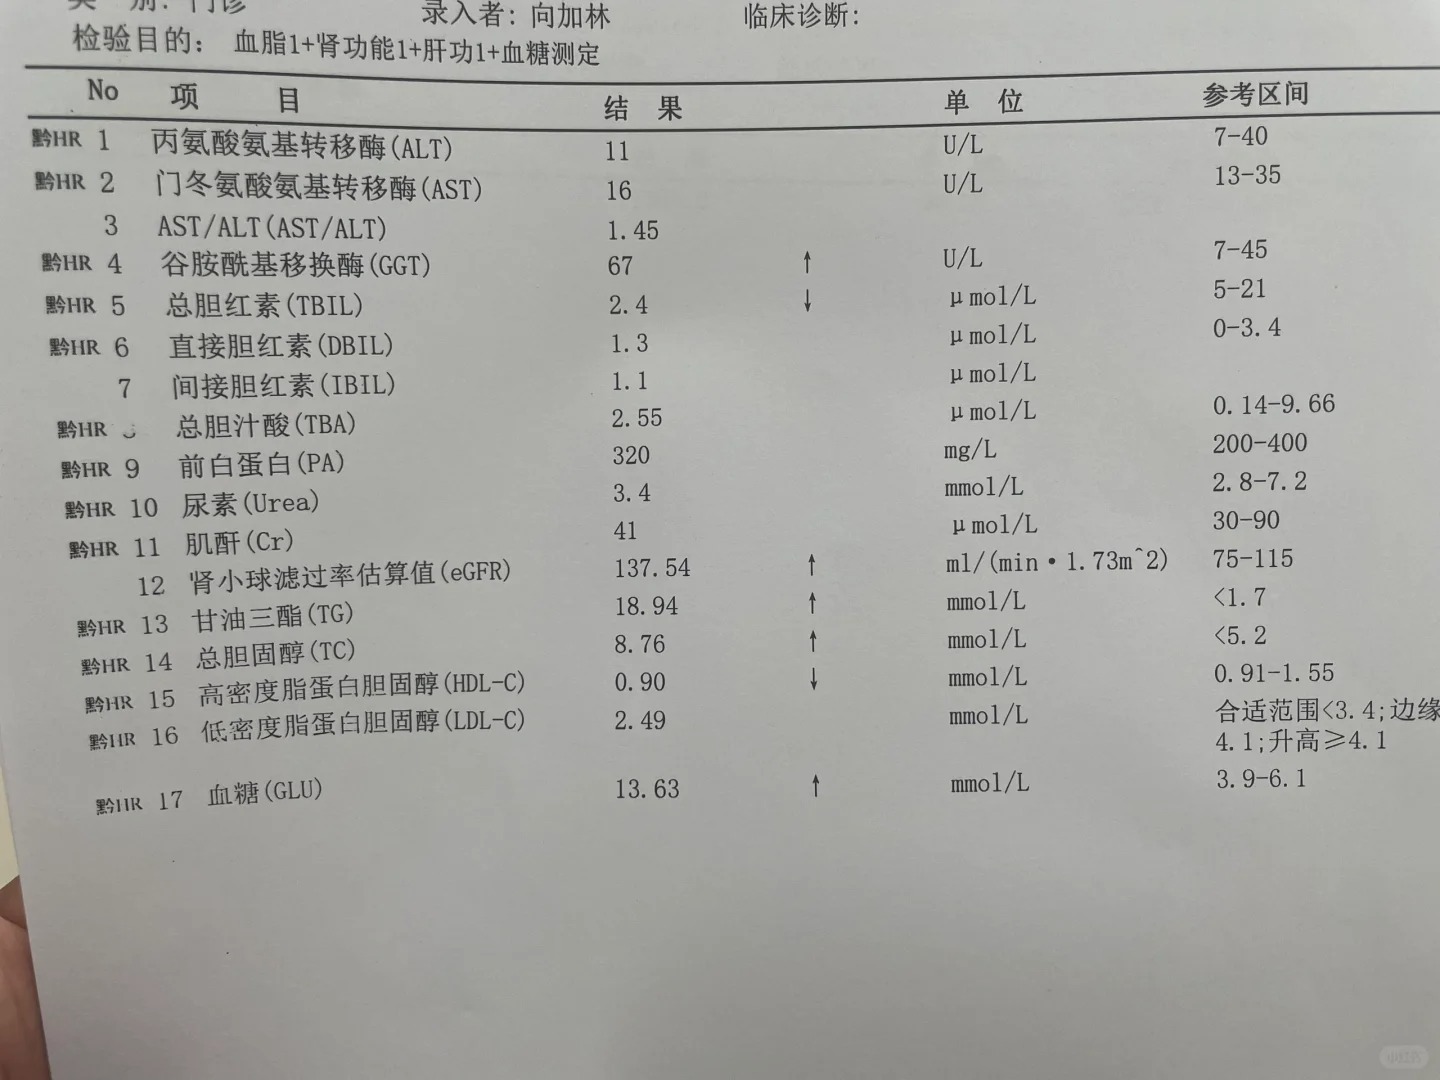 类 别: 门诊 录入者: 向加林 临床诊断:
检验目的: 血脂1+肾功能1+肝功1+血糖测定
No 项 目 结 果 单 位 参考区间
黔HR 1 丙氨酸氨基转移酶(ALT) 11 U/L 7-40
黔HR 2 门冬氨酸氨基转移酶(AST) 16 U/L 13-35
3 AST/ALT(AST/ALT) 1.45
黔HR 4 谷胺酰基移换酶(GGT) 67 ↑ U/L 7-45
黔HR 5 总胆红素(TBIL) 2.4 ↓ μmol/L 5-21
黔HR 6 直接胆红素(DBIL) 1.3 μmol/L 0-3.4
7 间接胆红素(IBIL) 1.1 μmol/L
黔HR 总胆汁酸(TBA) 2.55 μmol/L 0.14-9.66
黔HR 9 前白蛋白(PA) 320 mg/L 200-400
黔HR 10 尿素(Urea) 3.4 mmol/L 2.8-7.2
黔HR 11 肌酐(Cr) 41 μmol/L 30-90
12 肾小球滤过率估算值(eGFR) 137.54 ↑ ml/(min·1.73m^2) 75-115
黔HR 13 甘油三酯(TG) 18.94 ↑ mmol/L <1.7
黔HR 14 总胆固醇(TC) 8.76 ↑ mmol/L <5.2
黔HR 15 高密度脂蛋白胆固醇(HDL-C) 0.90 ↓ mmol/L 0.91-1.55
黔HR 16 低密度脂蛋白胆固醇(LDL-C) 2.49 mmol/L 合适范围<3.4;边缘
4.1;升高≥4.1
黔HR 17 血糖(GLU) 13.63 ↑ mmol/L 3.9-6.1
小红书